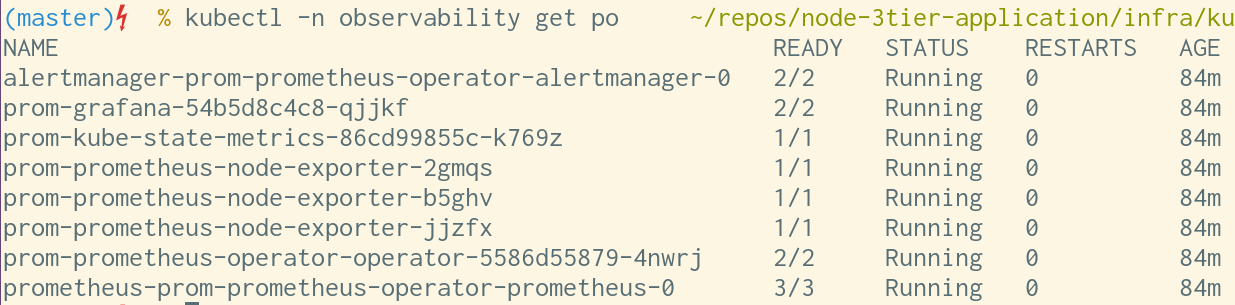 (master)⚡ % kubectl -n observability get po ~/repos/node-3tier-application/infra/ku
NAME READY STATUS RESTARTS AGE
alertmanager-prom-prometheus-operator-alertmanager-0 2/2 Running 0 84m
prom-grafana-54b5d8c4c8-qjjkf 2/2 Running 0 84m
prom-kube-state-metrics-86cd99855c-k769z 1/1 Running 0 84m
prom-prometheus-node-exporter-2gmqs 1/1 Running 0 84m
prom-prometheus-node-exporter-b5ghv 1/1 Running 0 84m
prom-prometheus-node-exporter-jjzfx 1/1 Running 0 84m
prom-prometheus-operator-operator-5586d55879-4nwrj 2/2 Running 0 84m
prometheus-prom-prometheus-operator-prometheus-0 3/3 Running 0 84m